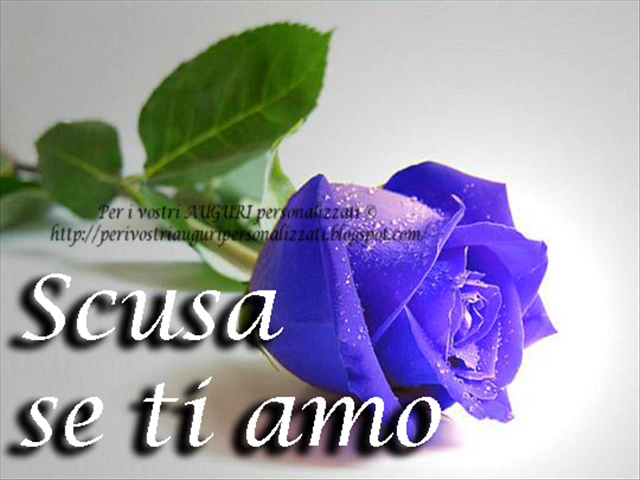 Per i vostri AUGURI personalizzati ©
http://perivostriauguripersonalizzati.blogspot.com/
Scusa
se ti amo